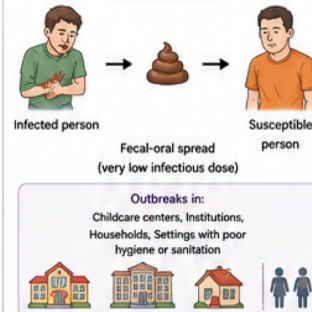 Infected person
Susceptible
person
Fecal-oral spread
(very low infectious dose)
Outbreaks in:
Childcare centers, Institutions,
Households, Settings with poor
hygiene or sanitation